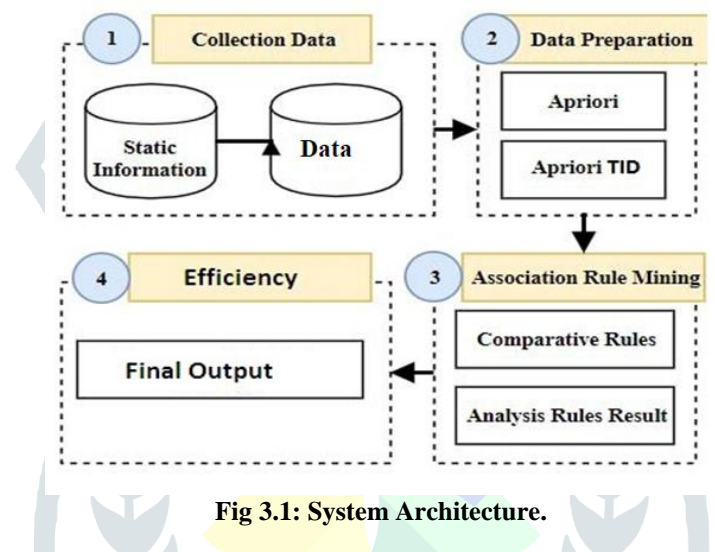 1
Collection Data
Static
Information
Data
2
Data Preparation
Apriori
Apriori TID
3
Association Rule Mining
Comparative Rules
Analysis Rules Result
4
Efficiency
Final Output
Fig 3.1: System Architecture.